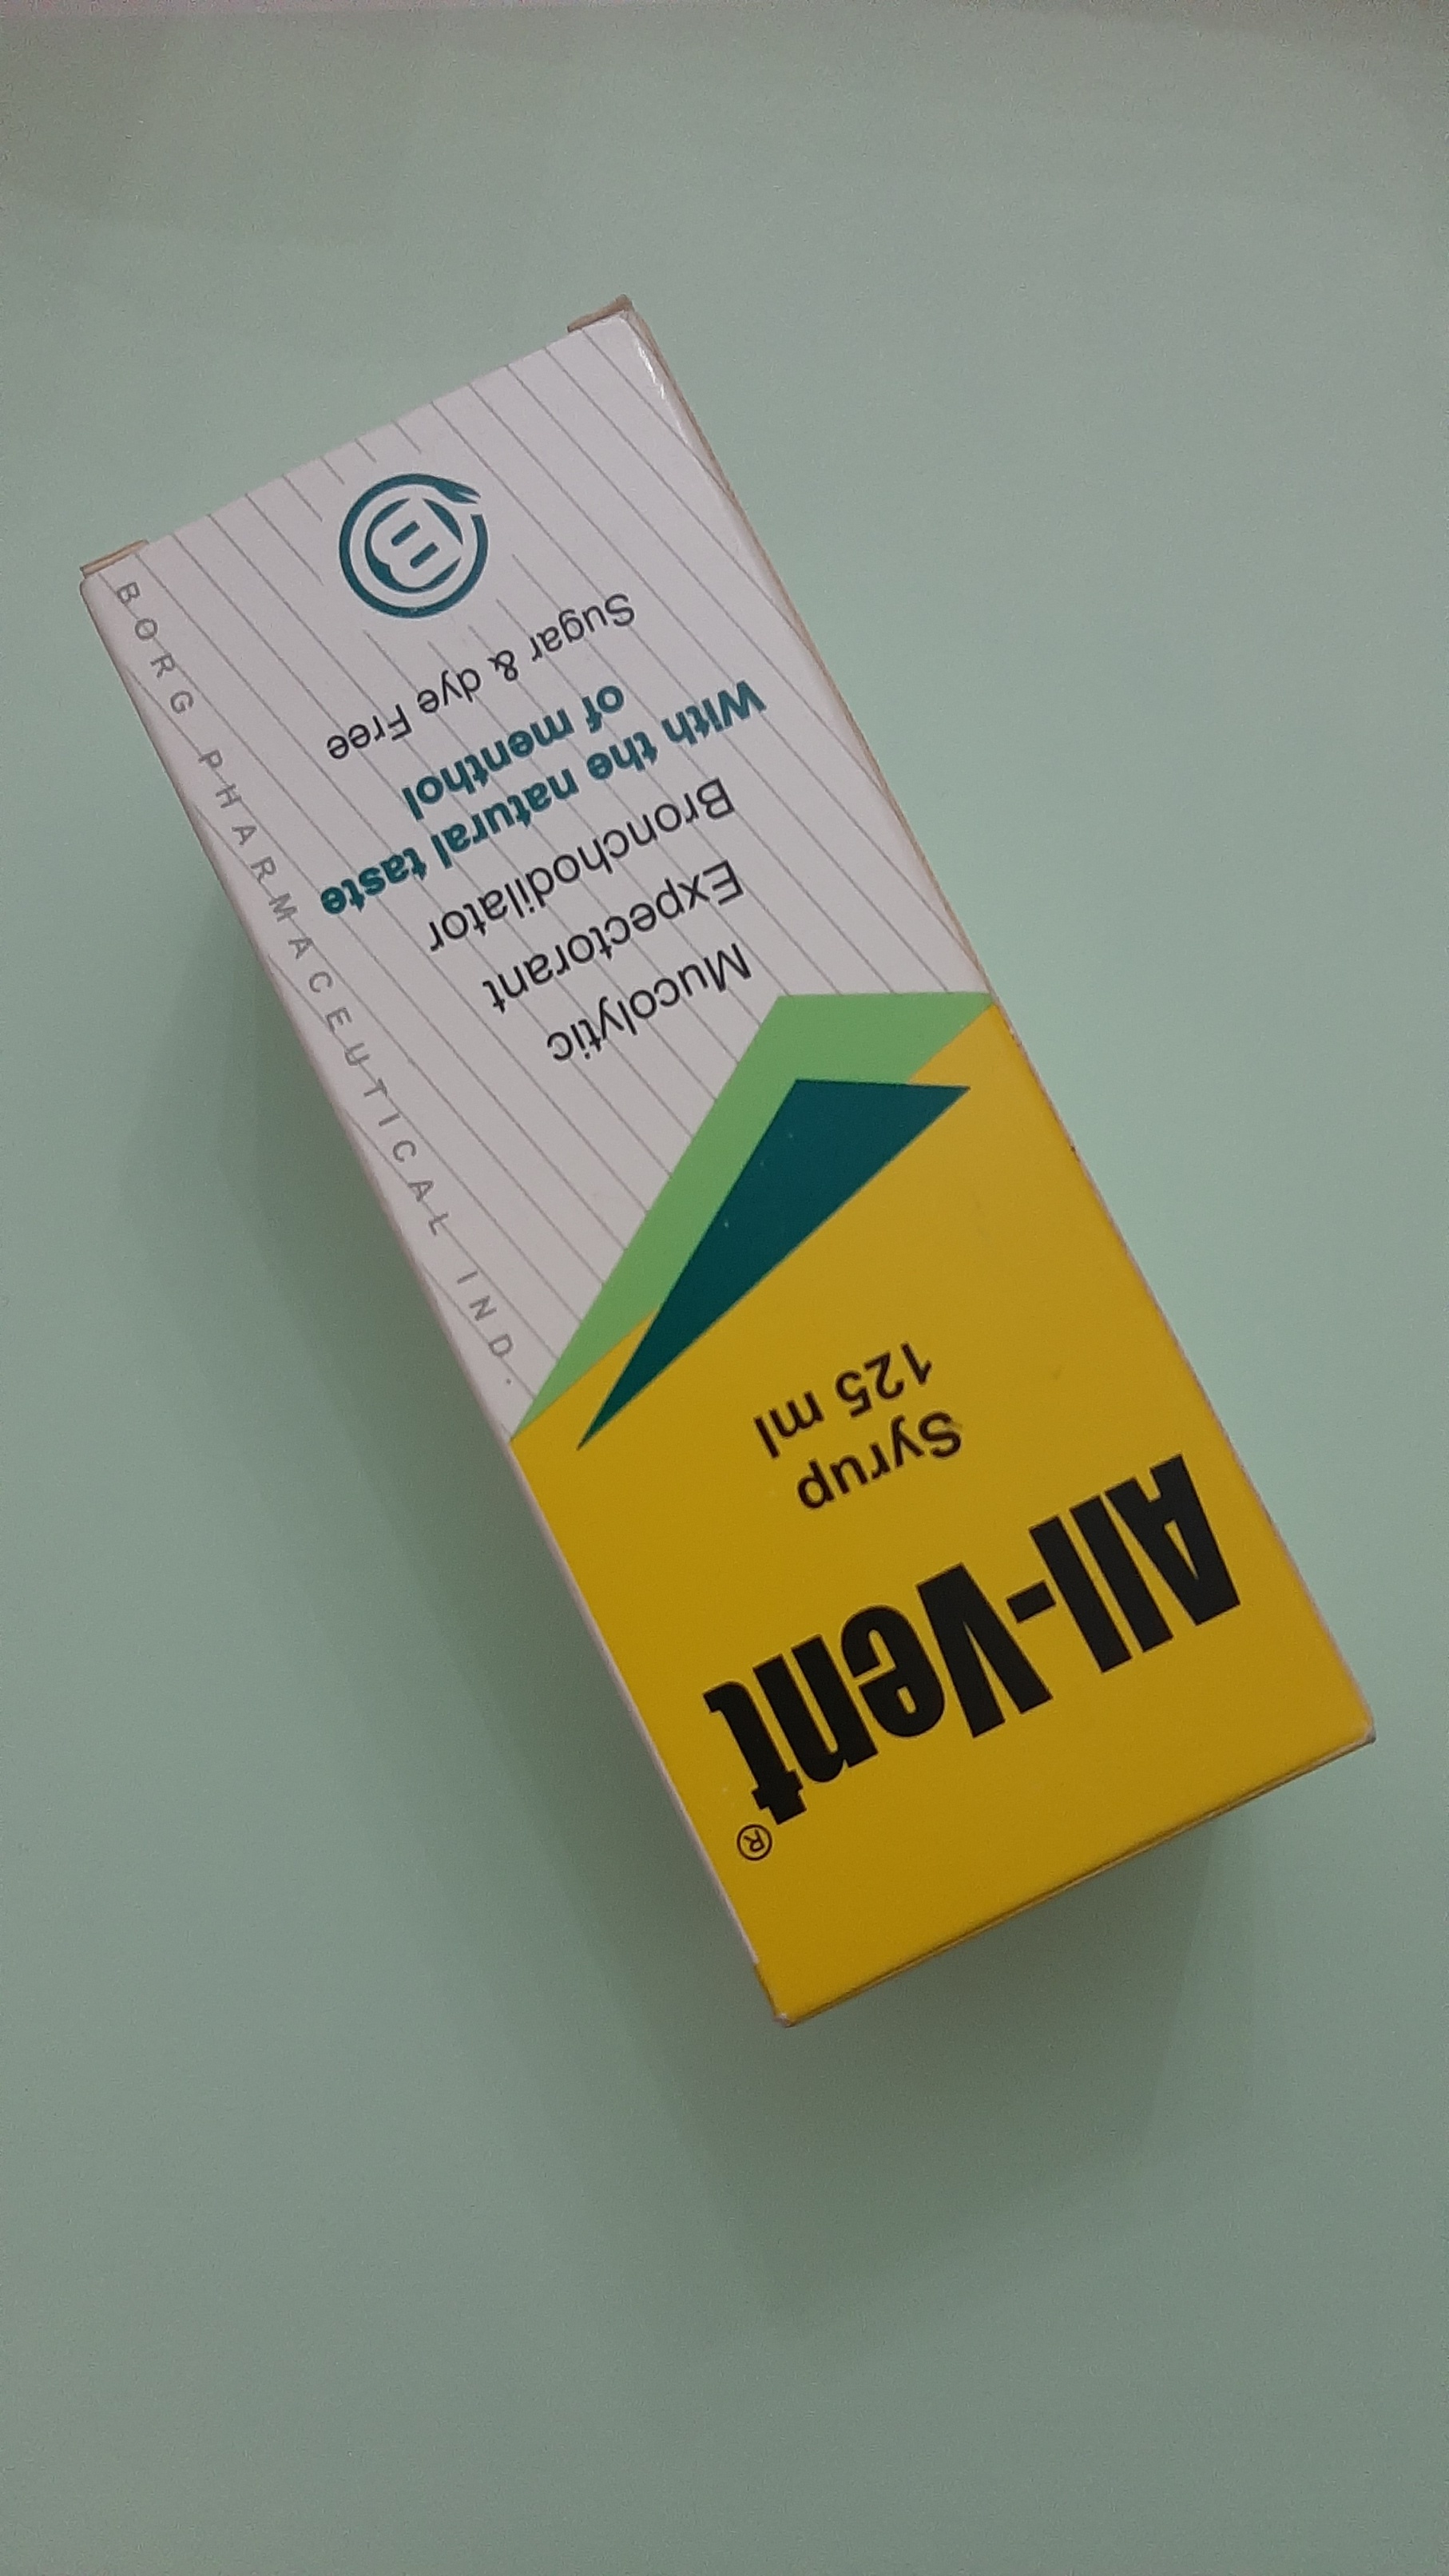 All-Vent®
Syrup
125 ml
Mucolytic
Expectorant
Bronchodilator
With the natural taste
of menthol
Sugar & dye Free
B
BORG PHARMACEUTICAL IND.